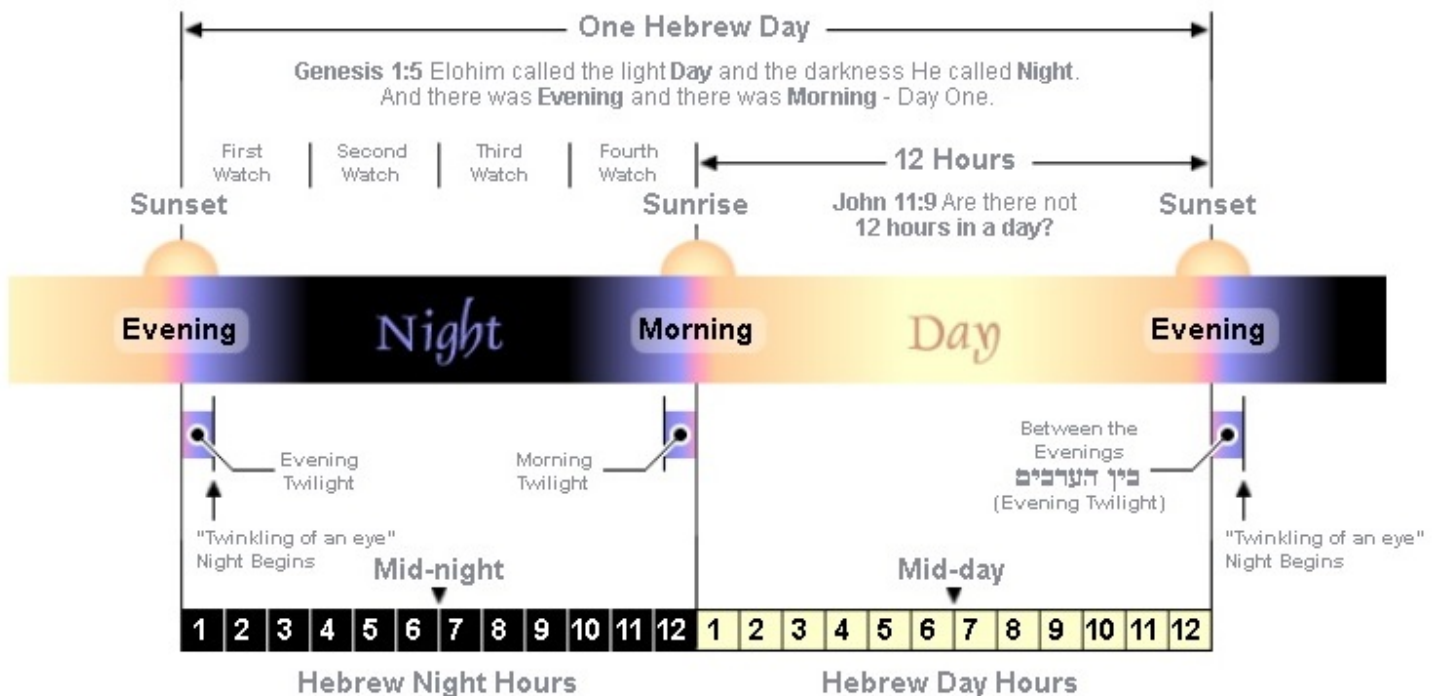 One Hebrew Day
Genesis 1:5 Elohim called the light Day and the darkness He called Night.
And there was Evening and there was Morning - Day One.
First
Watch
Second
Watch
Third
Watch
Fourth
Watch
12 Hours
John 11:9 Are there not
12 hours in a day?
Sunset
Sunrise
Sunset
Evening
Night
Morning
Day
Evening
Evening
Twilight
Morning
Twilight
Between the
Evenings
בין הערבים
(Evening Twilight)
"Twinkling of an eye"
Night Begins
"Twinkling of an eye"
Night Begins
Mid-night
Mid-day
1 2 3 4 5 6 7 8 9 10 11 12 1 2 3 4 5 6 7 8 9 10 11 12
Hebrew Night Hours
Hebrew Day Hours